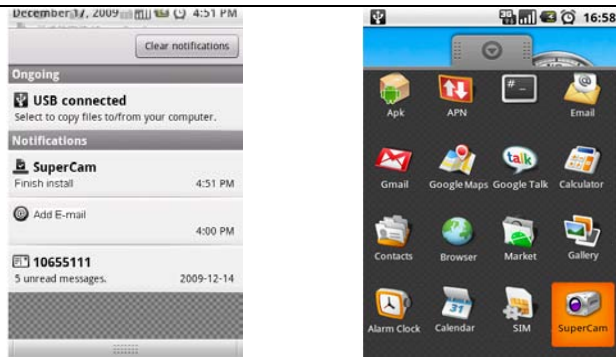 December 17, 2009
4:51 PM
Clear notifications
Ongoing
USB connected
Select to copy files to/from your computer.
Notifications
SuperCam
Finish install 4:51 PM
Add E-mail
4:00 PM
10655111
5 unread messages. 2009-12-14
3G 16:58
# _
Apk APN Email
talk
Gmail Google Maps Google Talk Calculator
Contacts Browser Market Gallery
31
Alarm Clock Calendar SIM SuperCam